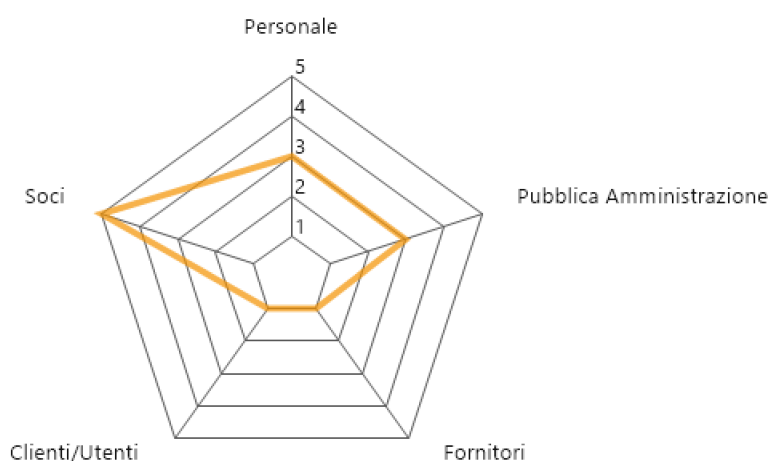 Personale
5
4
3
2
1
Soci
Pubblica Amministrazione
Clienti/Utenti
Fornitori